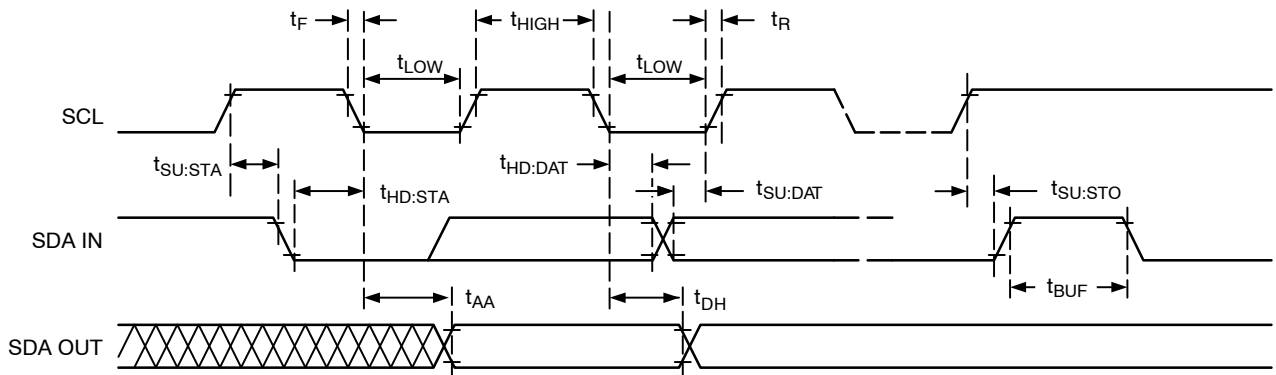 tF
tHIGH
tR
tLOW
tLOW
SCL
tSU:STA
tHD:DAT
tHD:STA
tSU:DAT
tSU:STO
SDA IN
tBUF
tAA
tDH
SDA OUT